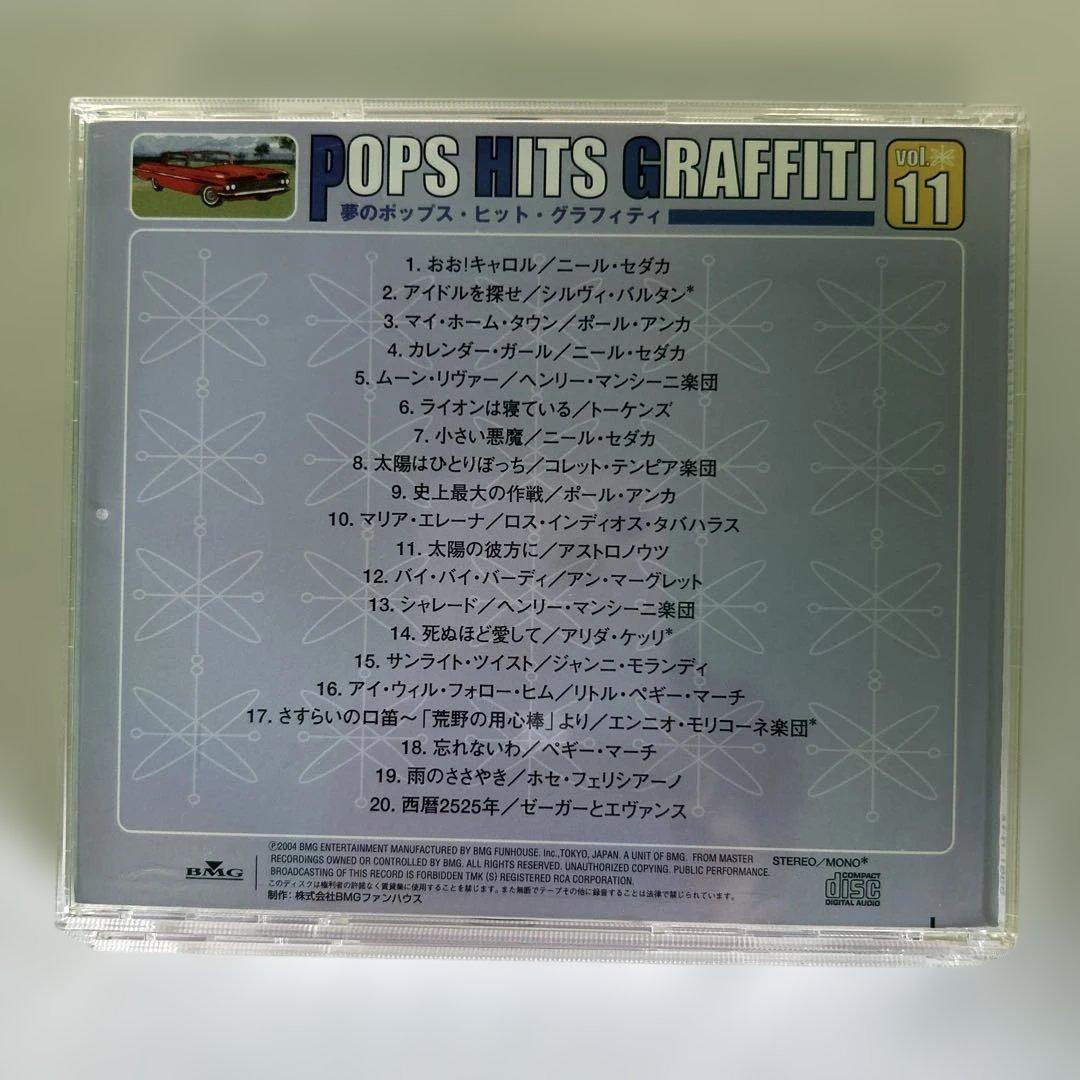 POPS HITS GRAFFITI
vol.
11
夢のポップス・ヒット・グラフィティ
1. おお!キャロル／ニール・セダカ
2. アイドルを探せ／シルヴィ・バルタン*
3. マイ・ホーム・タウン／ポール・アンカ
4. カレンダー・ガール／ニール・セダカ
5. ムーン・リヴァー／ヘンリー・マンシーニ楽団
6. ライオンは寝ている／トーケンズ
7. 小さい悪魔／ニール・セダカ
8. 太陽はひとりぼっち／コレット・テンピア楽団
9. 史上最大の作戦／ポール・アンカ
10. マリア・エレーナ／ロス・インディオス・タバハラス
11. 太陽の彼方に／アストロノウツ
12. バイ・バイ・バーディ／アン・マーグレット
13. シャレード／ヘンリー・マンシーニ楽団
14. 死ぬほど愛して／アリダ・ケッリ*
15. サンライト・ツイスト／ジャンニ・モランディ
16. アイ・ウィル・フォロー・ヒム／リトル・ペギー・マーチ
17. さすらいの口笛～「荒野の用心棒」より／エンニオ・モリコーネ楽団*
18. 忘れないわ／ペギー・マーチ
19. 雨のささやき／ホセ・フェリシアーノ
20. 西暦2525年／ゼーガーとエヴァンス
BMG
Ⓟ2004 BMG ENTERTAINMENT MANUFACTURED BY BMG FUNHOUSE. Inc.,TOKYO, JAPAN. A UNIT OF BMG. FROM MASTER
RECORDINGS OWNED OR CONTROLLED BY BMG. ALL RIGHTS RESERVED. UNAUTHORIZED COPYING. PUBLIC PERFORMANCE.
BROADCASTING OF THIS RECORD IS FORBIDDEN TMK (S) REGISTERED RCA CORPORATION.
このディスクは権利者の許諾なく賃貸業に使用することを禁じます。また無断でテープその他に録音することは法律で禁じられています。
制作：株式会社BMGファンハウス
STEREO/MONO*
COMPACT
disc
DIGITAL AUDIO